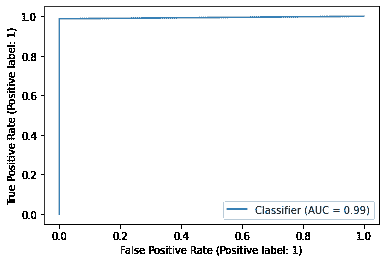 True Positive Rate (Positive label: 1)
1.0
0.8
0.6
0.4
0.2
0.0
Classifier (AUC = 0.99)
0.0 0.2 0.4 0.6 0.8 1.0
False Positive Rate (Positive label: 1)